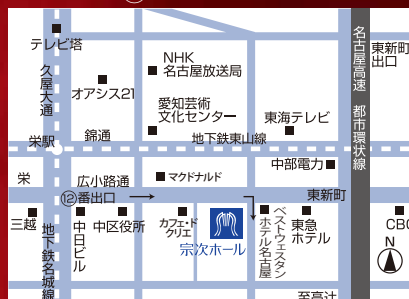 テレビ塔
久屋大通
オアシス21
NHK
名古屋放送局
愛知芸術
文化センター
東海テレビ
名古屋高速 都市環状線
東新町
出口
栄駅
錦通
地下鉄東山線
中部電力
栄
広小路通
マクドナルド
⑫番出口
東新町
三越
地下鉄名城線
中日ビル
中区役所
カフェ・ド
クリエ
宗次ホール
ベストウェスタン
ホテル名古屋
東急
ホテル
CBC
N
至高辻